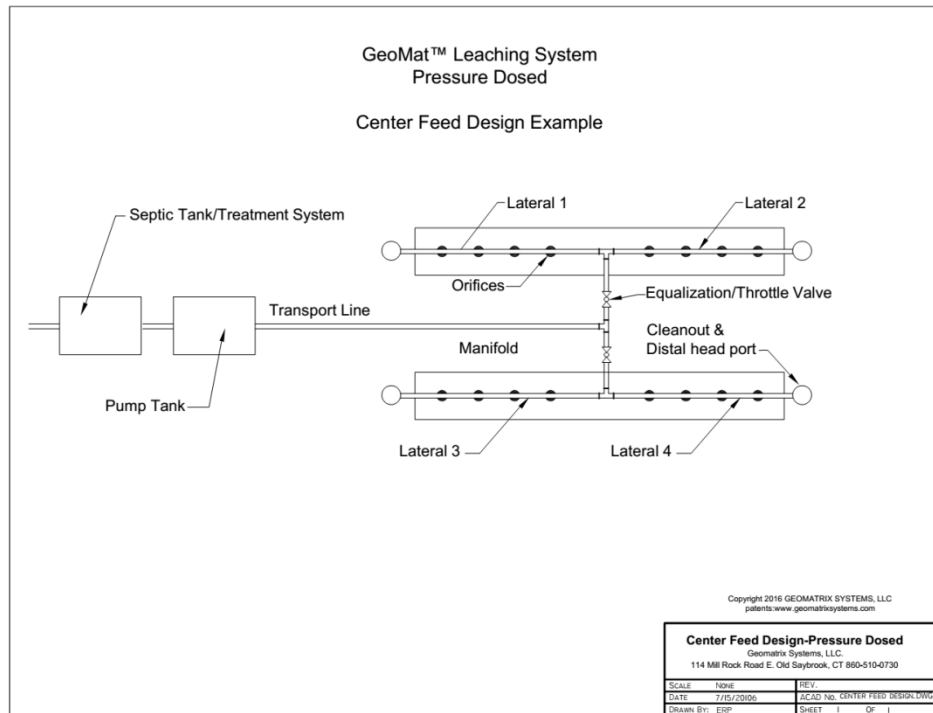 GeoMat™ Leaching System
Pressure Dosed
Center Feed Design Example
Septic Tank/Treatment System
Lateral 1
Lateral 2
Orifices
Equalization/Throttle Valve
Transport Line
Manifold
Cleanout &
Distal head port
Pump Tank
Lateral 3
Lateral 4
Copyright 2016 GEOMATRIX SYSTEMS, LLC
patents:www.geomatrixsystems.com
Center Feed Design-Pressure Dosed
Geomatrix Systems, LLC.
114 Mill Rock Road E. Old Saybrook, CT 860-510-0730
SCALE NONE REV.
DATE 7/15/20106 ACAD No. CENTER FEED DESIGN.DWG
DRAWN BY: ERP SHEET 1 OF 1